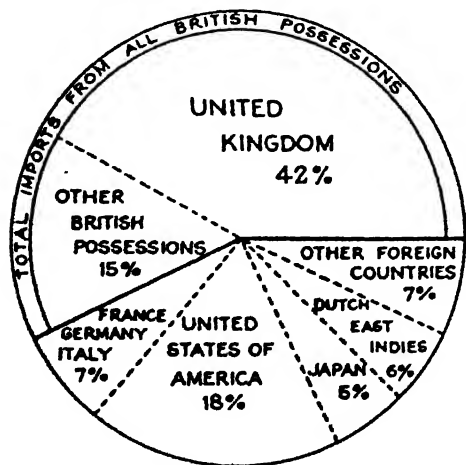 TOTAL IMPORTS FROM ALL BRITISH POSSESSIONS
UNITED
KINGDOM
42%
OTHER
BRITISH
POSSESSIONS
15%
FRANCE
GERMANY
ITALY
7%
UNITED
STATES OF
AMERICA
18%
JAPAN
5%
DUTCH
EAST
INDIES
6%
OTHER FOREIGN
COUNTRIES
7%